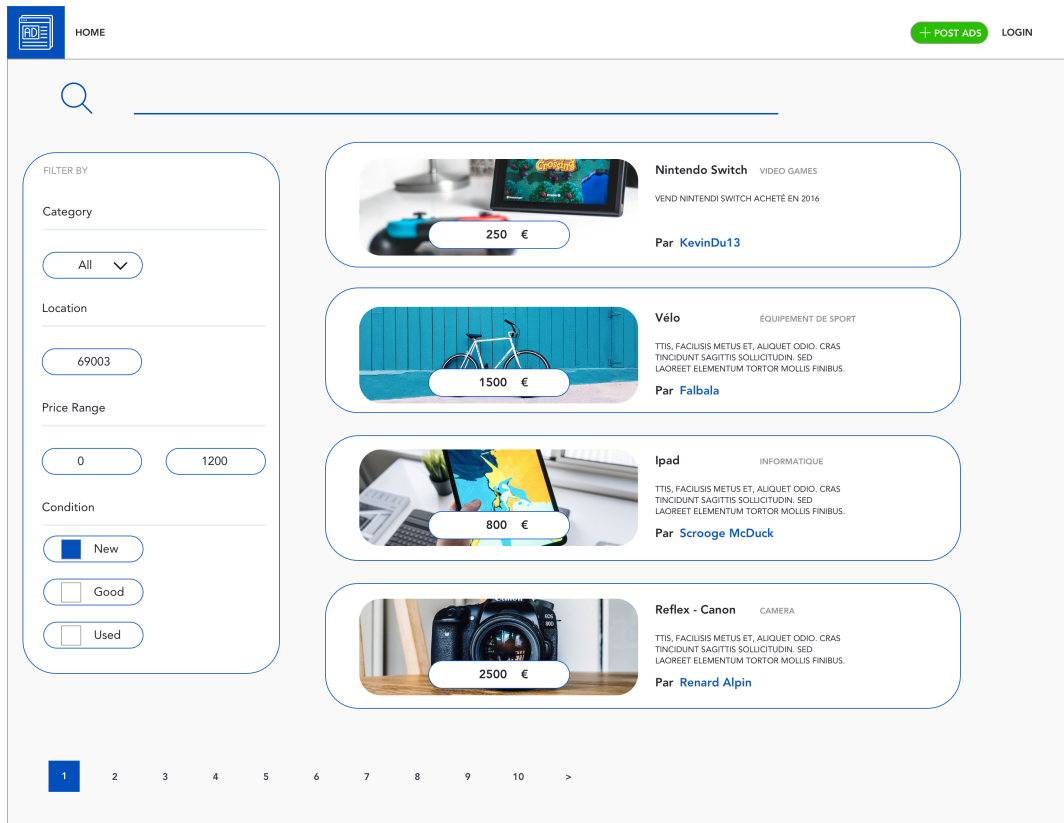 AD
HOME
POST ADS
LOGIN
FILTER BY
Category
All
Location
69003
Price Range
0
1200
Condition
New
Good
Used
Crossing
250 €
Nintendo Switch VIDEO GAMES
VEND NINTENDI SWITCH ACHETÉ EN 2016
Par KevinDu13
1500 €
Vélo ÉQUIPEMENT DE SPORT
TTIS, FACILISIS METUS ET, ALIQUET ODIO. CRAS
TINCIDUNT SAGITTIS SOLLICITUDIN. SED
LAOREET ELEMENTUM TORTOR MOLLIS FINIBUS.
Par Falbala
800 €
Ipad INFORMATIQUE
TTIS, FACILISIS METUS ET, ALIQUET ODIO. CRAS
TINCIDUNT SAGITTIS SOLLICITUDIN. SED
LAOREET ELEMENTUM TORTOR MOLLIS FINIBUS.
Par Scrooge McDuck
Canon
EOS
80D
2500 €
Reflex - Canon CAMERA
TTIS, FACILISIS METUS ET, ALIQUET ODIO. CRAS
TINCIDUNT SAGITTIS SOLLICITUDIN. SED
LAOREET ELEMENTUM TORTOR MOLLIS FINIBUS.
Par Renard Alpin
1 2 3 4 5 6 7 8 9 10 >